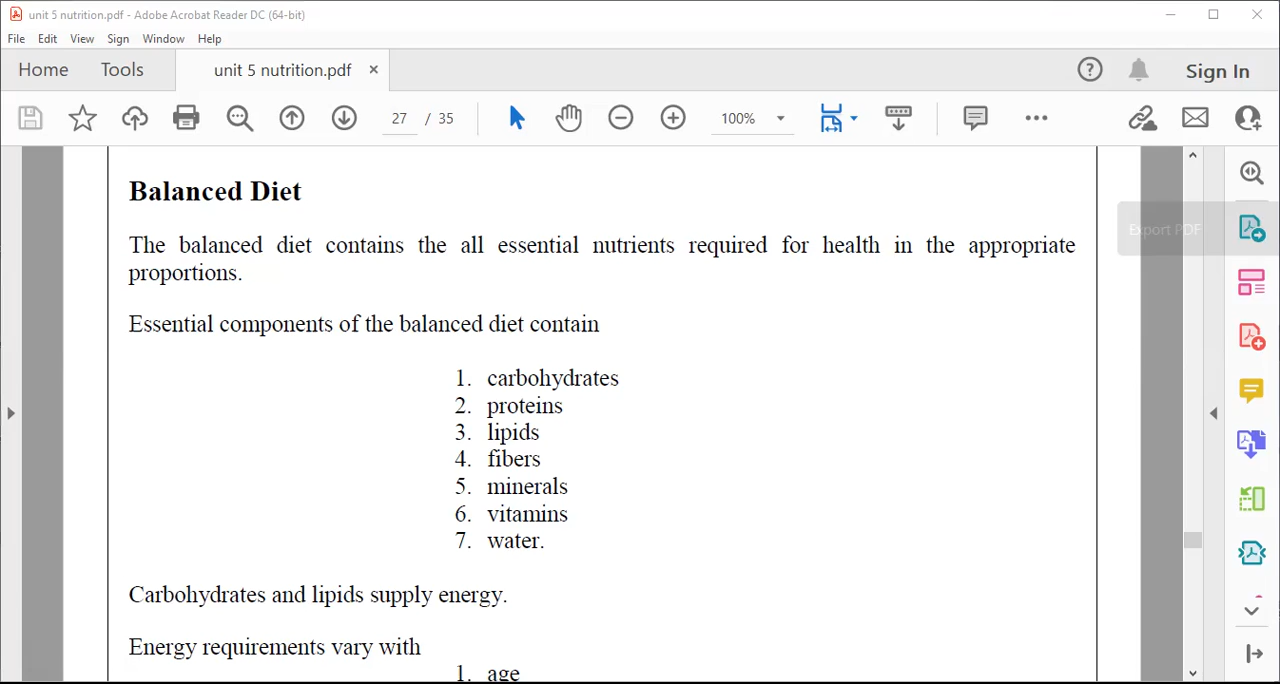 unit 5 nutrition.pdf - Adobe Acrobat Reader DC (64-bit)
File Edit View Sign Window Help
Home Tools unit 5 nutrition.pdf × Sign In
27 / 35 100%
Balanced Diet
The balanced diet contains the all essential nutrients required for health in the appropriate
proportions.
Export PDF
Essential components of the balanced diet contain
1. carbohydrates
2. proteins
3. lipids
4. fibers
5. minerals
6. vitamins
7. water.
Carbohydrates and lipids supply energy.
Energy requirements vary with
1. age